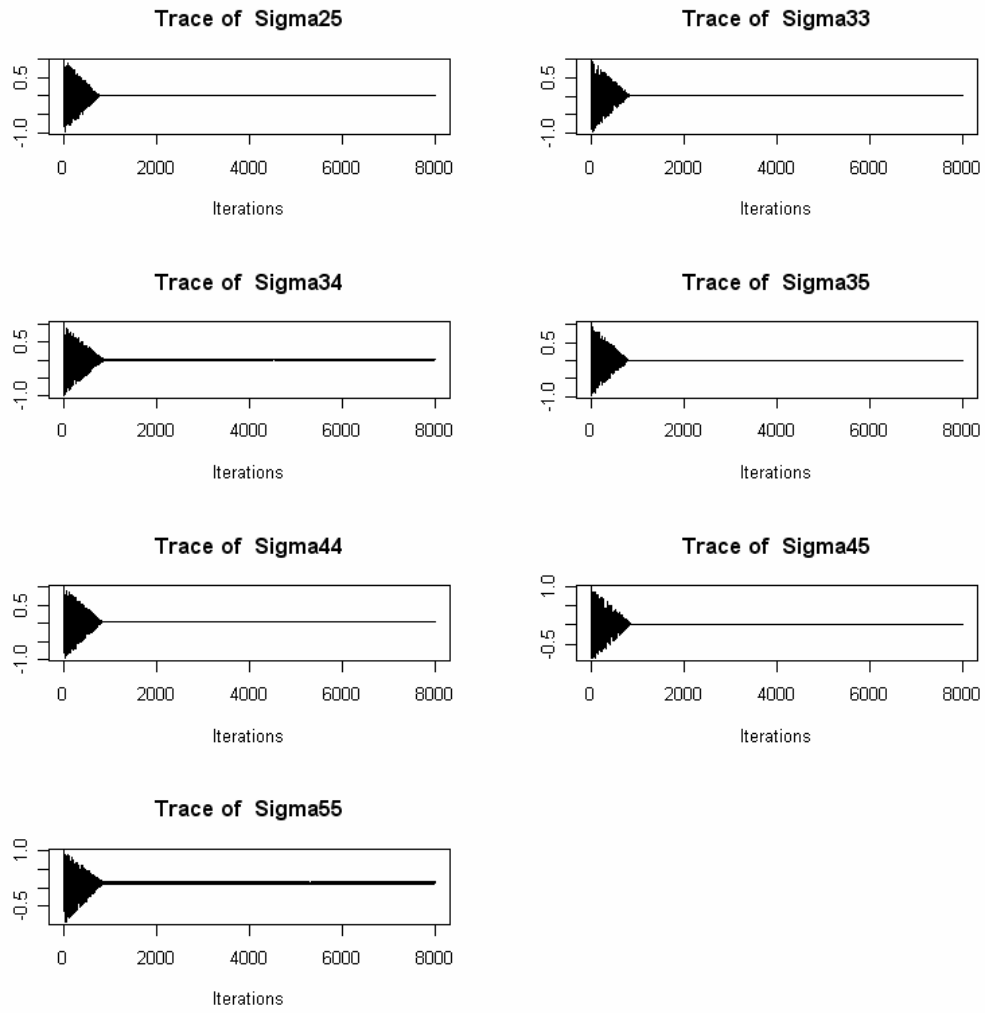 Trace of Sigma25
0.5
-1.0
0 2000 4000 6000 8000
Iterations
Trace of Sigma33
0.5
-1.0
0 2000 4000 6000 8000
Iterations
Trace of Sigma34
0.5
-1.0
0 2000 4000 6000 8000
Iterations
Trace of Sigma35
0.5
-1.0
0 2000 4000 6000 8000
Iterations
Trace of Sigma44
0.5
-1.0
0 2000 4000 6000 8000
Iterations
Trace of Sigma45
1.0
-0.5
0 2000 4000 6000 8000
Iterations
Trace of Sigma55
1.0
-0.5
0 2000 4000 6000 8000
Iterations